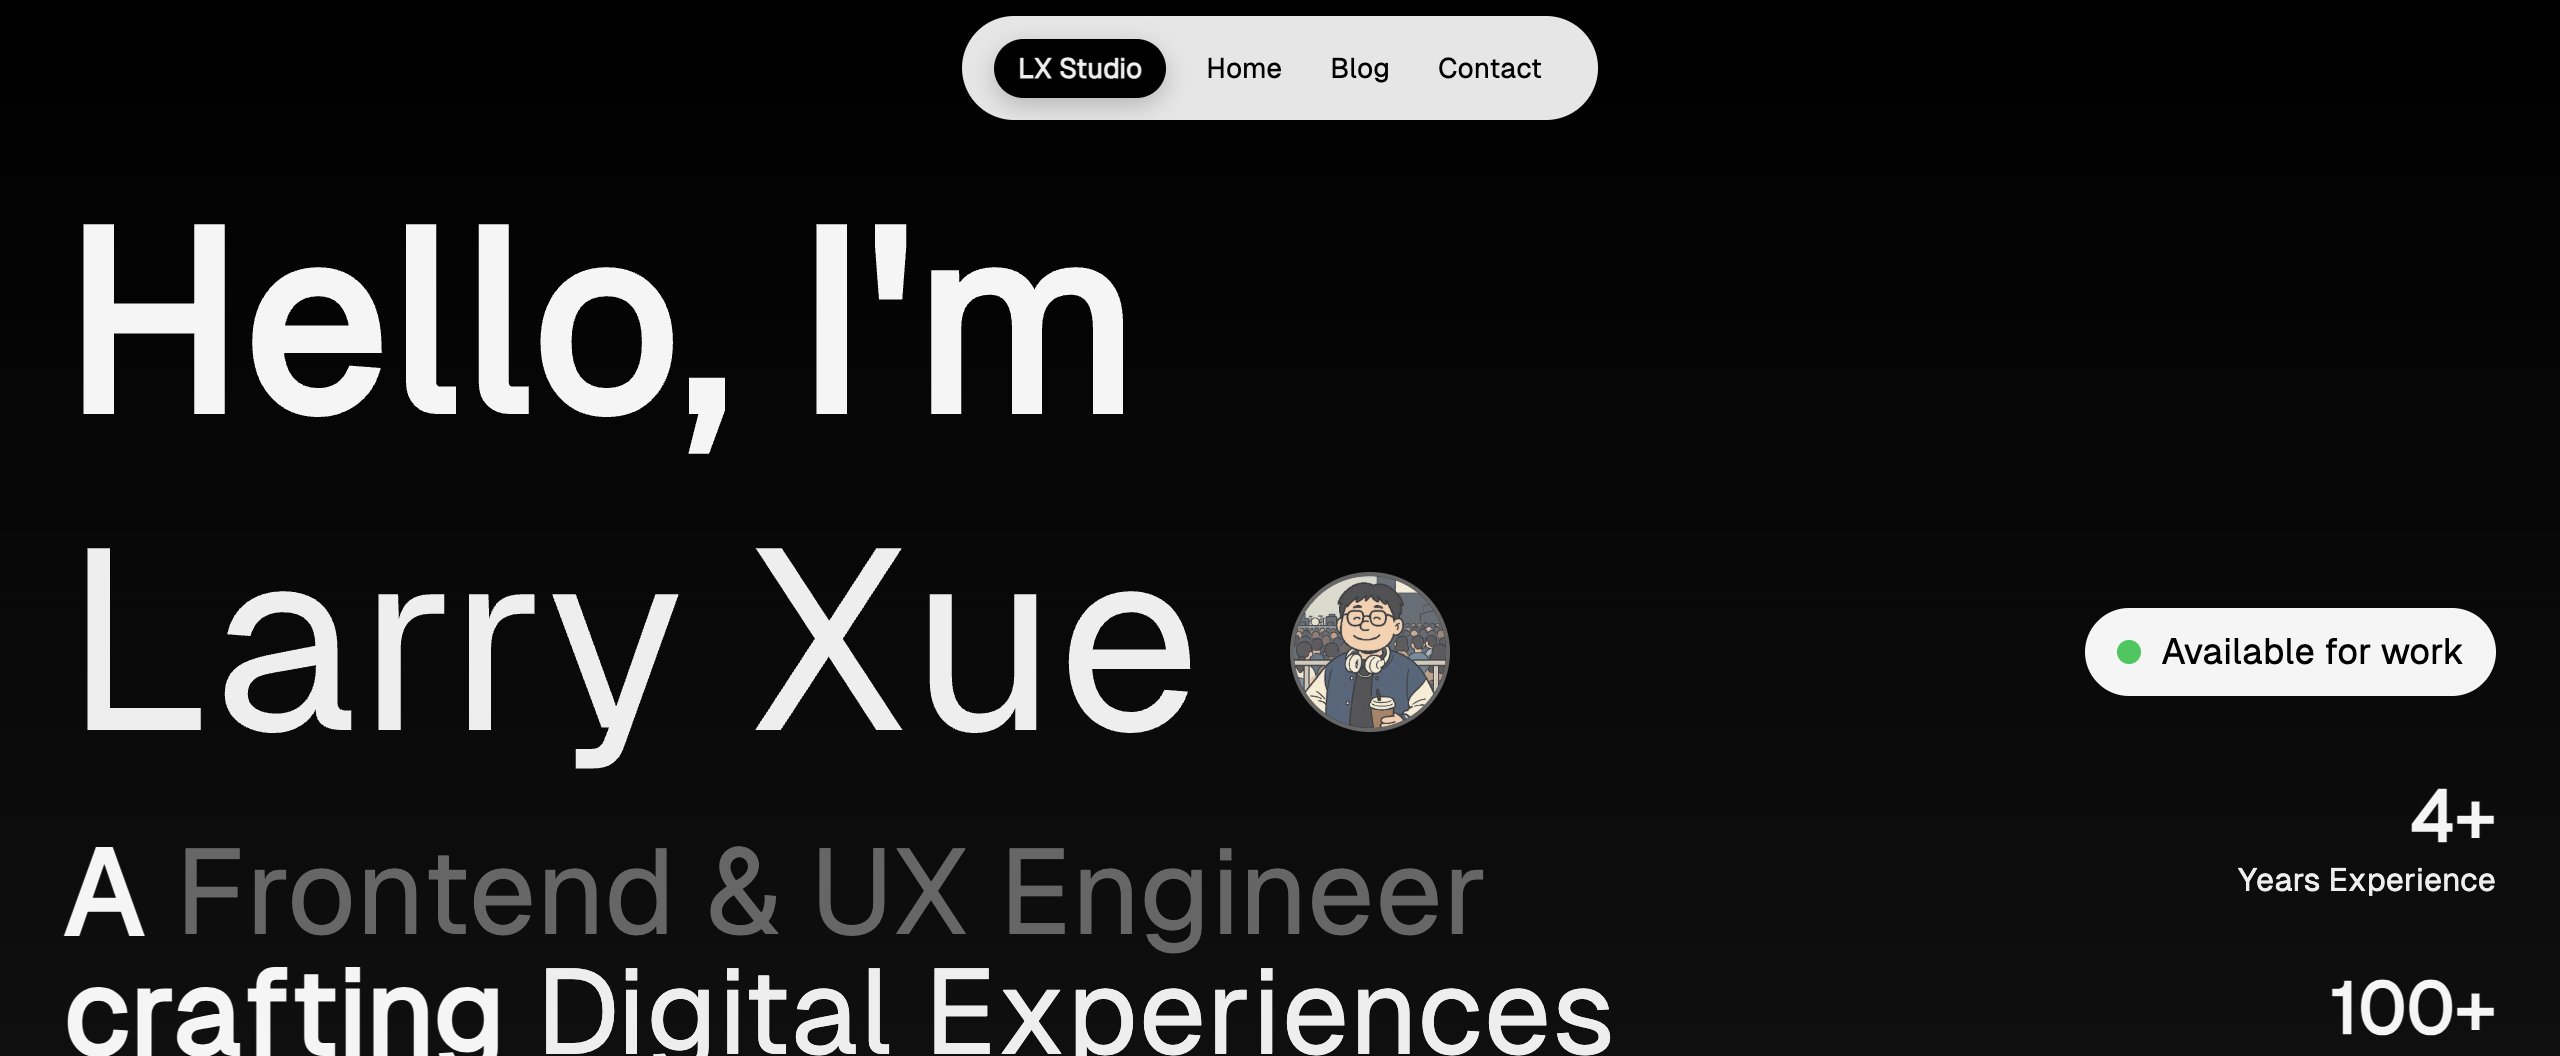 LX Studio Home Blog Contact
Hello, I'm
Larry Xue
Available for work
4+
Years Experience
A Frontend & UX Engineer
crafting Digital Experiences
100+